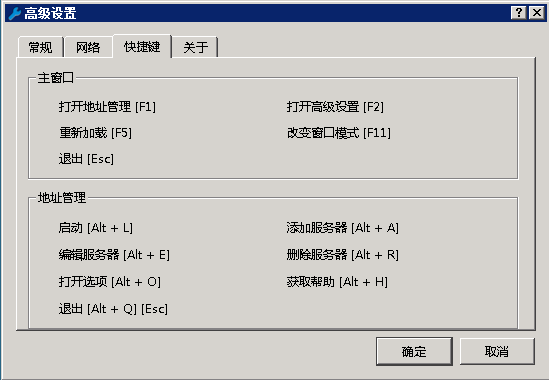 高级设置
常规 网络 快捷键 关于
主窗口
打开地址管理 [F1] 打开高级设置 [F2]
重新加载 [F5] 改变窗口模式 [F11]
退出 [Esc]
地址管理
启动 [Alt + L] 添加服务器 [Alt + A]
编辑服务器 [Alt + E] 删除服务器 [Alt + R]
打开选项 [Alt + O] 获取帮助 [Alt + H]
退出 [Alt + Q] [Esc]
确定 取消